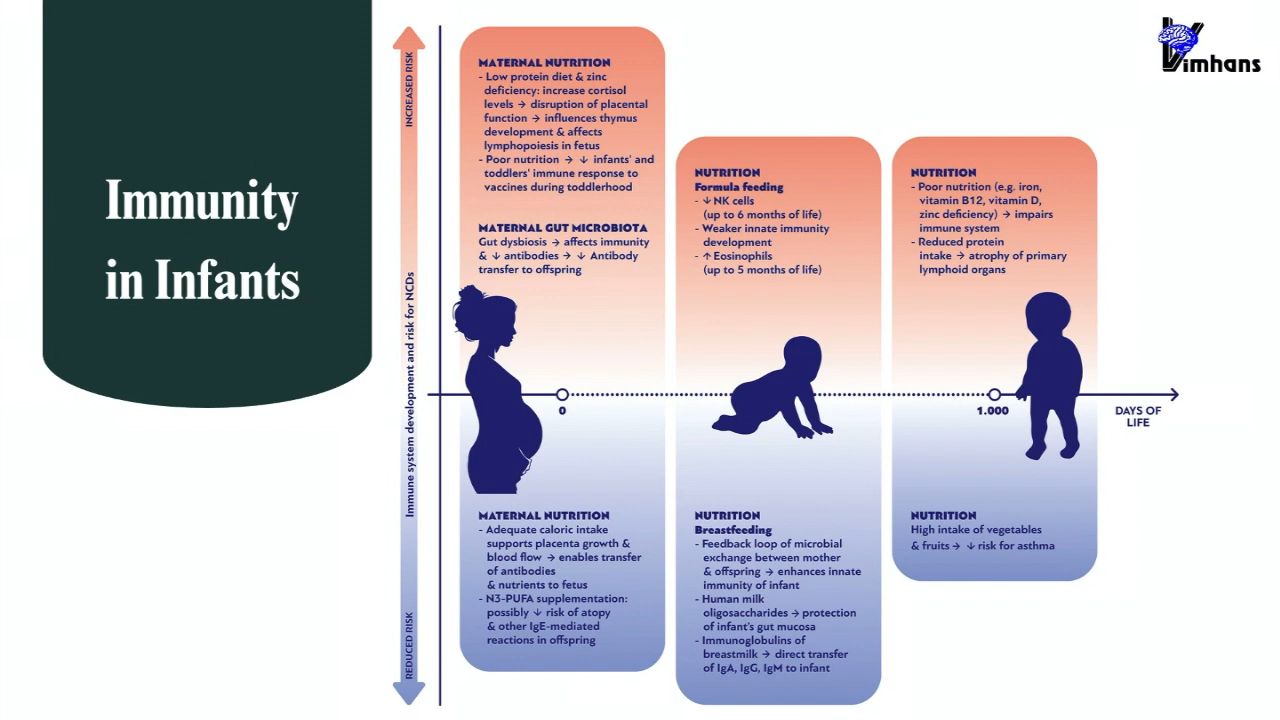 Immunity
in Infants
Vimhans
INCREASED RISK
Immune system development and risk for NCDs
REDUCED RISK
MATERNAL NUTRITION
- Low protein diet & zinc
deficiency: increase cortisol
levels → disruption of placental
function → influences thymus
development & affects
lymphopoiesis in fetus
- Poor nutrition → ↓ infants' and
toddlers' immune response to
vaccines during toddlerhood
MATERNAL GUT MICROBIOTA
Gut dysbiosis → affects immunity
& ↓ antibodies → ↓ Antibody
transfer to offspring
NUTRITION
Formula feeding
- ↓ NK cells
(up to 6 months of life)
- Weaker innate immunity
development
- ↑ Eosinophils
(up to 5 months of life)
NUTRITION
- Poor nutrition (e.g. iron,
vitamin B12, vitamin D,
zinc deficiency) → impairs
immune system
- Reduced protein
intake → atrophy of primary
lymphoid organs
0
1.000
DAYS OF
LIFE
MATERNAL NUTRITION
- Adequate caloric intake
supports placenta growth &
blood flow → enables transfer
of antibodies
& nutrients to fetus
- N3-PUFA supplementation:
possibly ↓ risk of atopy
& other IgE-mediated
reactions in offspring
NUTRITION
Breastfeeding
- Feedback loop of microbial
exchange between mother
& offspring → enhances innate
immunity of infant
- Human milk
oligosaccharides → protection
of infant's gut mucosa
- Immunoglobulins of
breastmilk → direct transfer
of IgA, IgG, IgM to infant
NUTRITION
High intake of vegetables
& fruits → ↓ risk for asthma